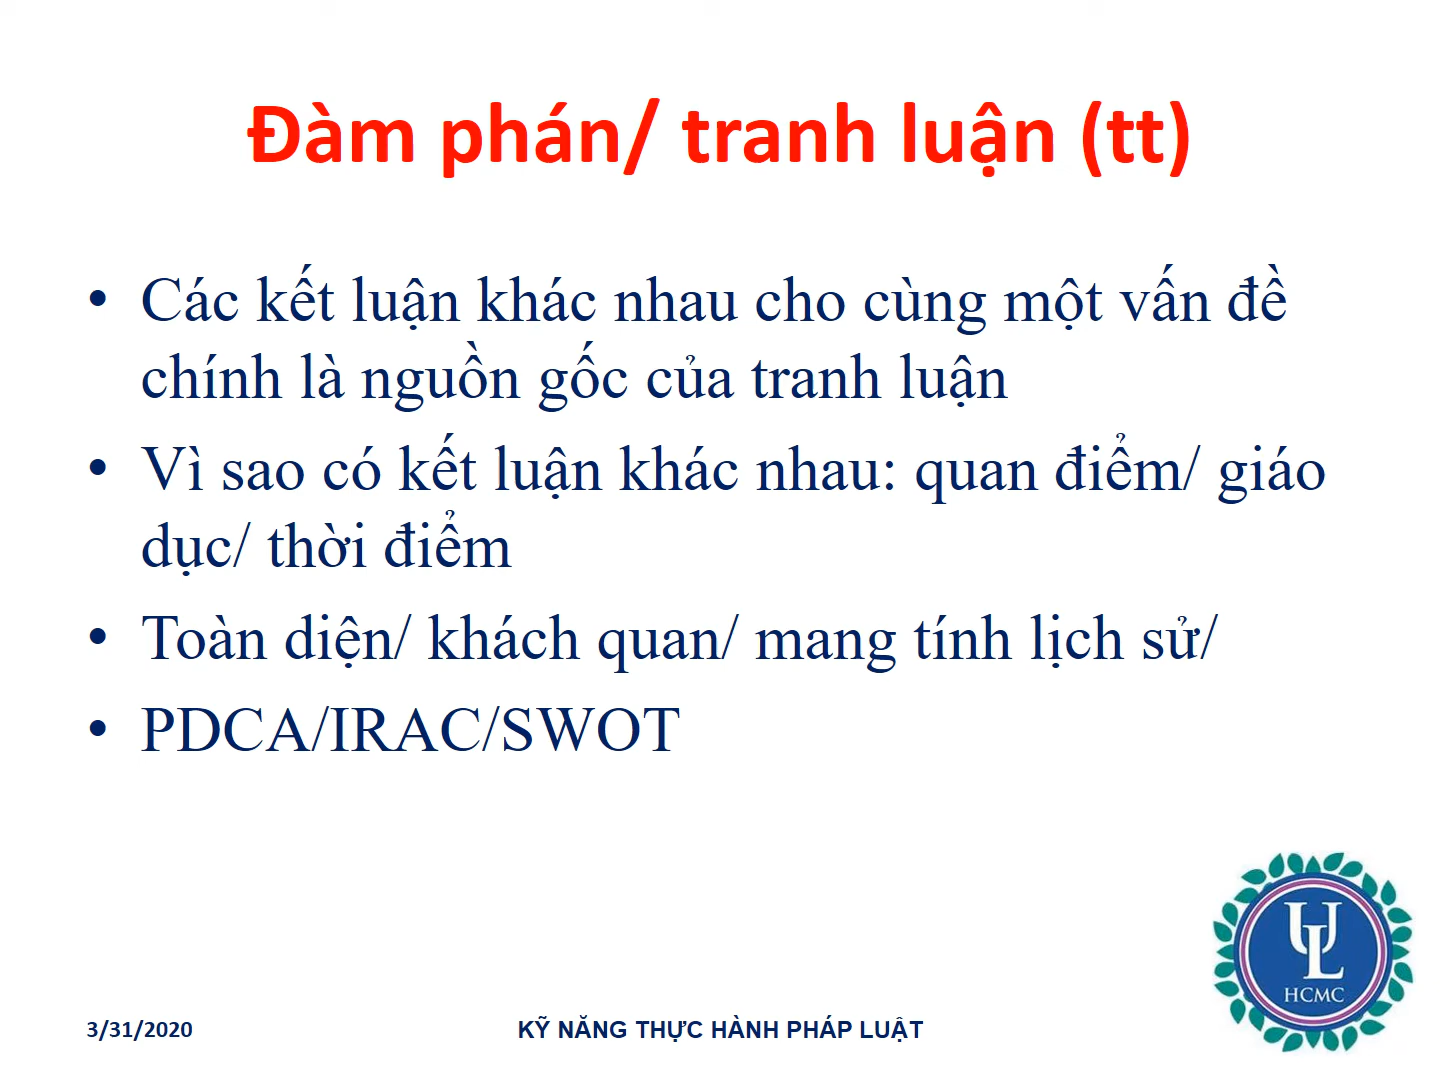 Đàm phán/ tranh luận (tt)
• Các kết luận khác nhau cho cùng một vấn đề
chính là nguồn gốc của tranh luận
• Vì sao có kết luận khác nhau: quan điểm/ giáo
dục/ thời điểm
• Toàn diện/ khách quan/ mang tính lịch sử/
• PDCA/IRAC/SWOT
UL
HCMC
3/31/2020
KỸ NĂNG THỰC HÀNH PHÁP LUẬT